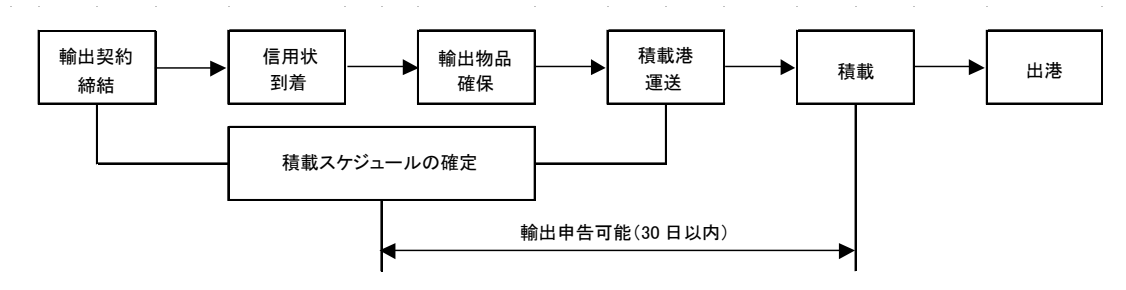 輸出契約
締結
信用状
到着
輸出物品
確保
積載港
運送
積載
出港
積載スケジュールの確定
輸出申告可能（30 日以内）